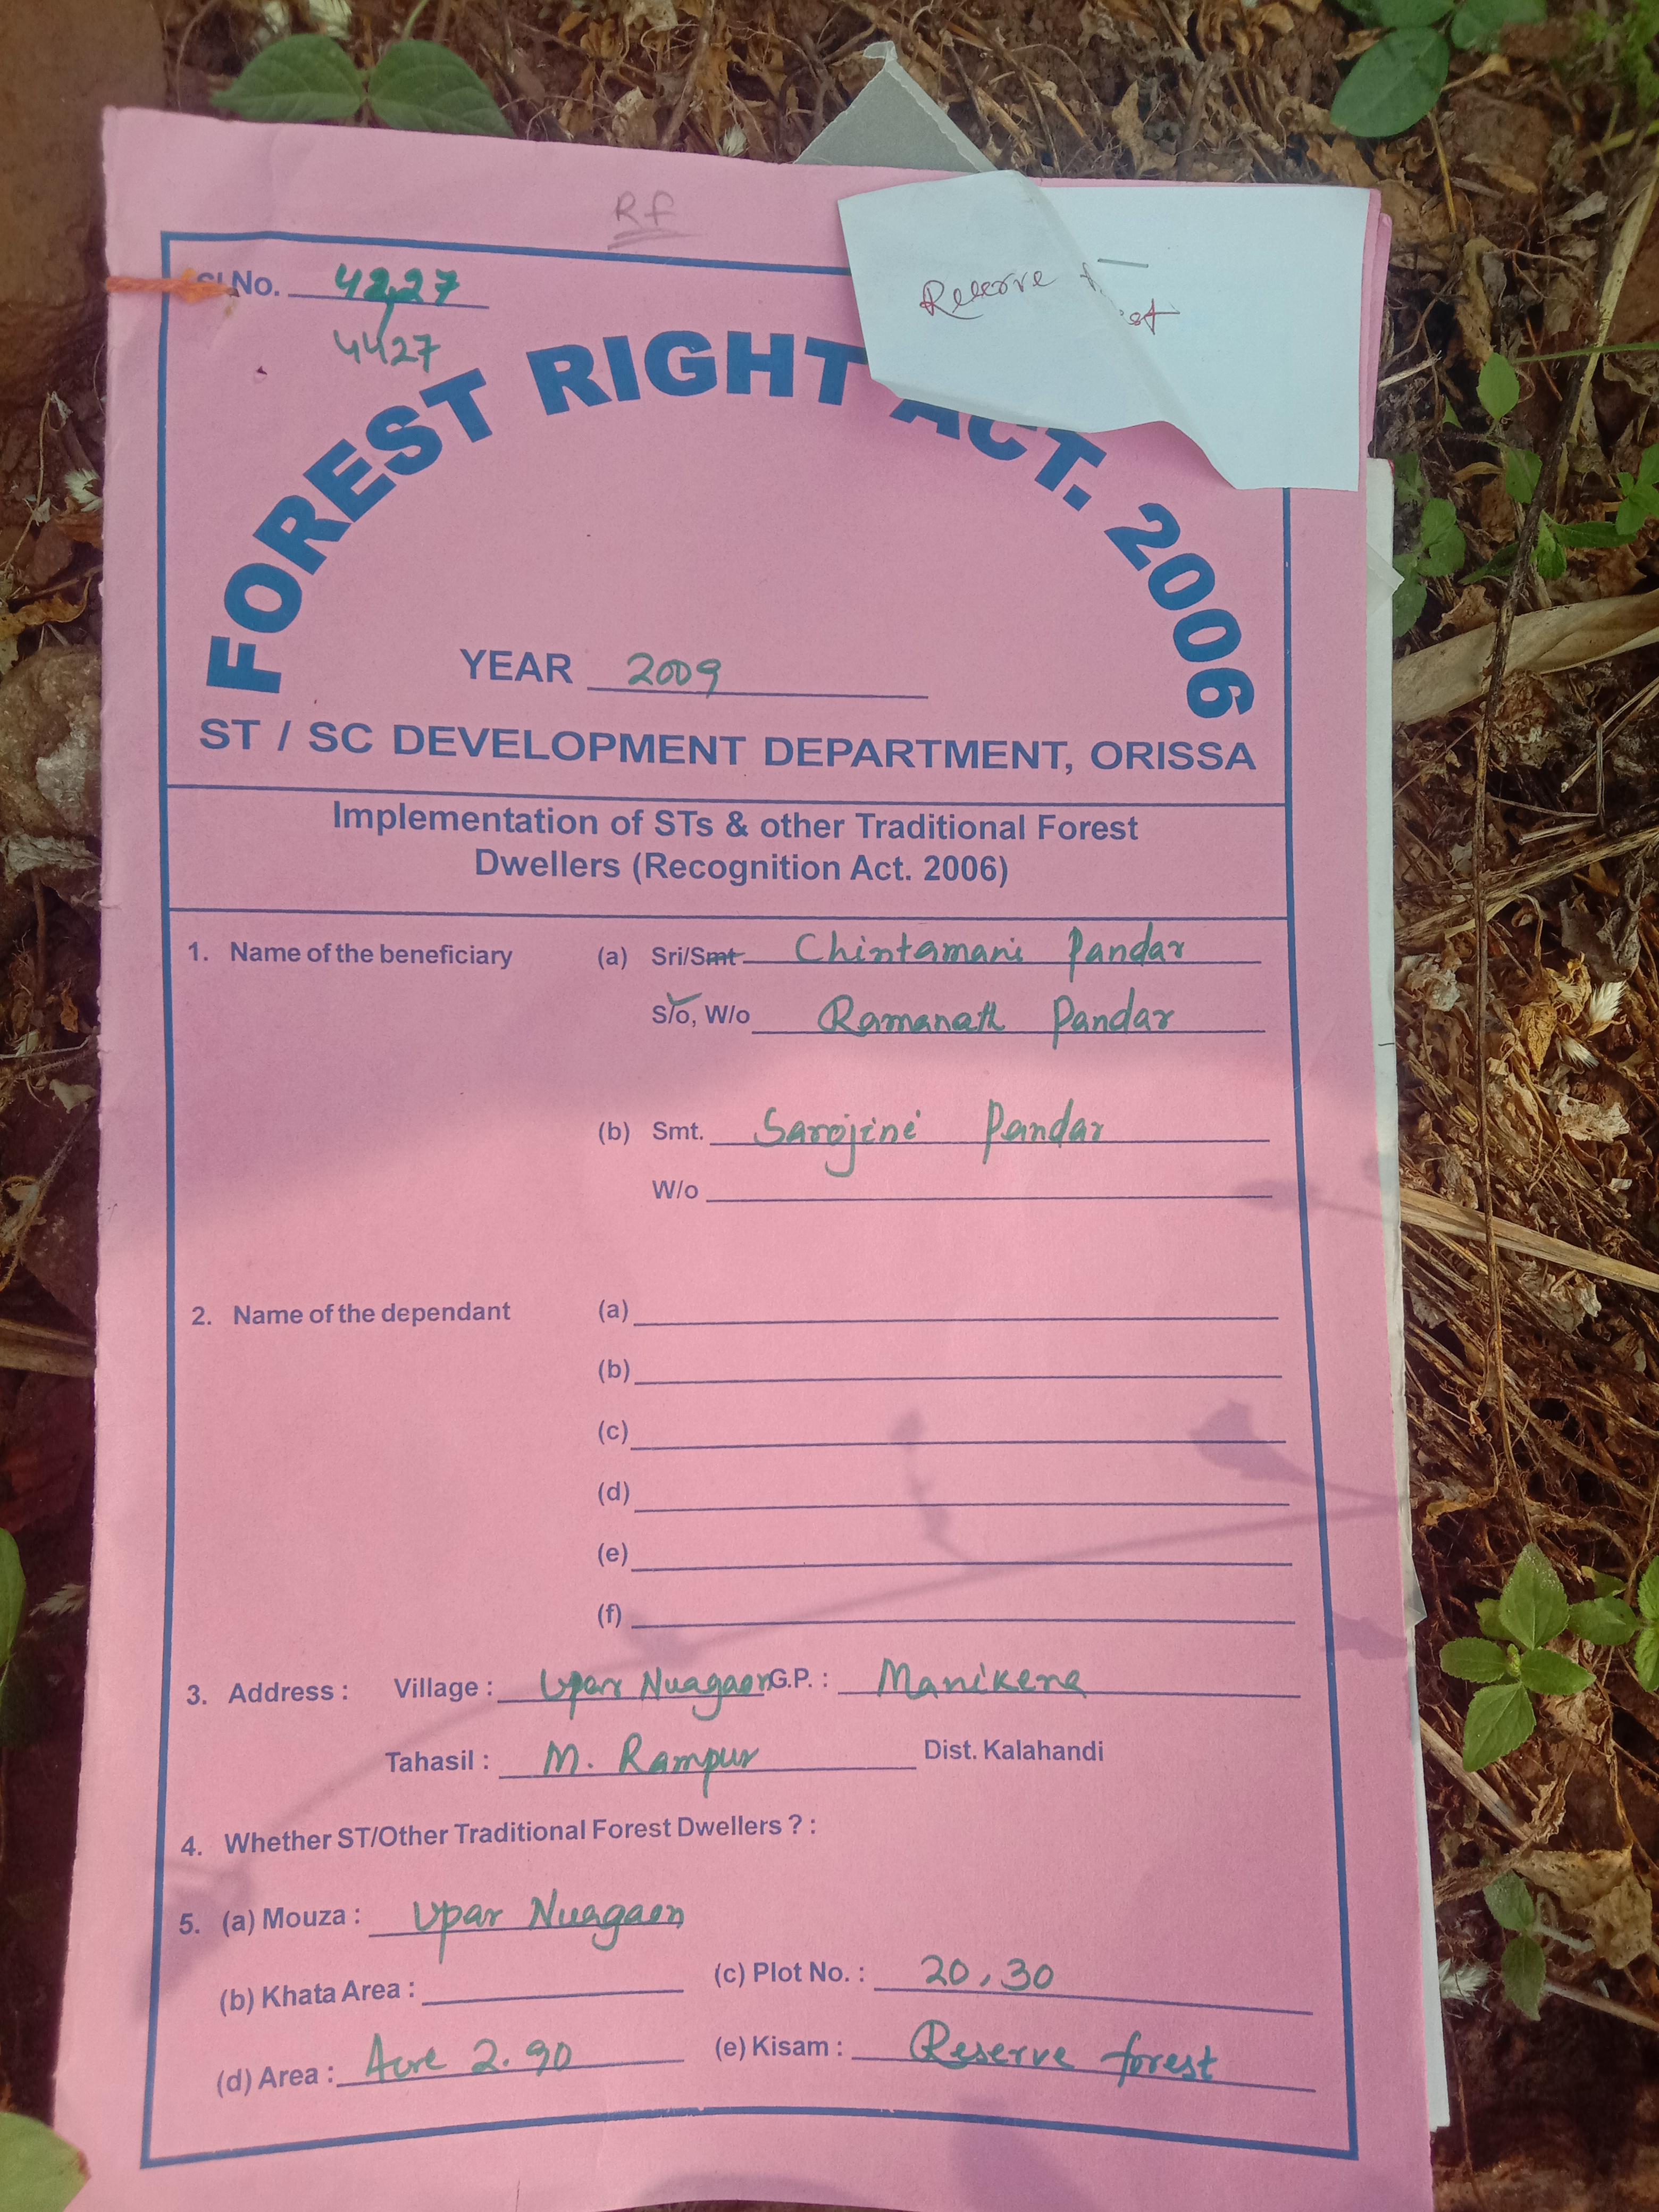 Rf
Sl No. 4227
4427
FOREST RIGHT ACT. 2006
Reserve
YEAR 2009
ST / SC DEVELOPMENT DEPARTMENT, ORISSA
Implementation of STs & other Traditional Forest
Dwellers (Recognition Act. 2006)
1. Name of the beneficiary (a) Sri/Smt Chintamani Pandar
S/o, W/o Ramanath Pandar
(b) Smt. Sarojini Pandar
W/o
2. Name of the dependant (a)
(b)
(c)
(d)
(e)
(f)
3. Address : Village : Upar Nuagaon G.P. : Manikera
Tahasil : M. Rampur Dist. Kalahandi
4. Whether ST/Other Traditional Forest Dwellers ? :
5. (a) Mouza : Upar Nuagaon
(b) Khata Area : (c) Plot No. : 20, 30
(d) Area : Acre 2.90 (e) Kisam : Reserve forest